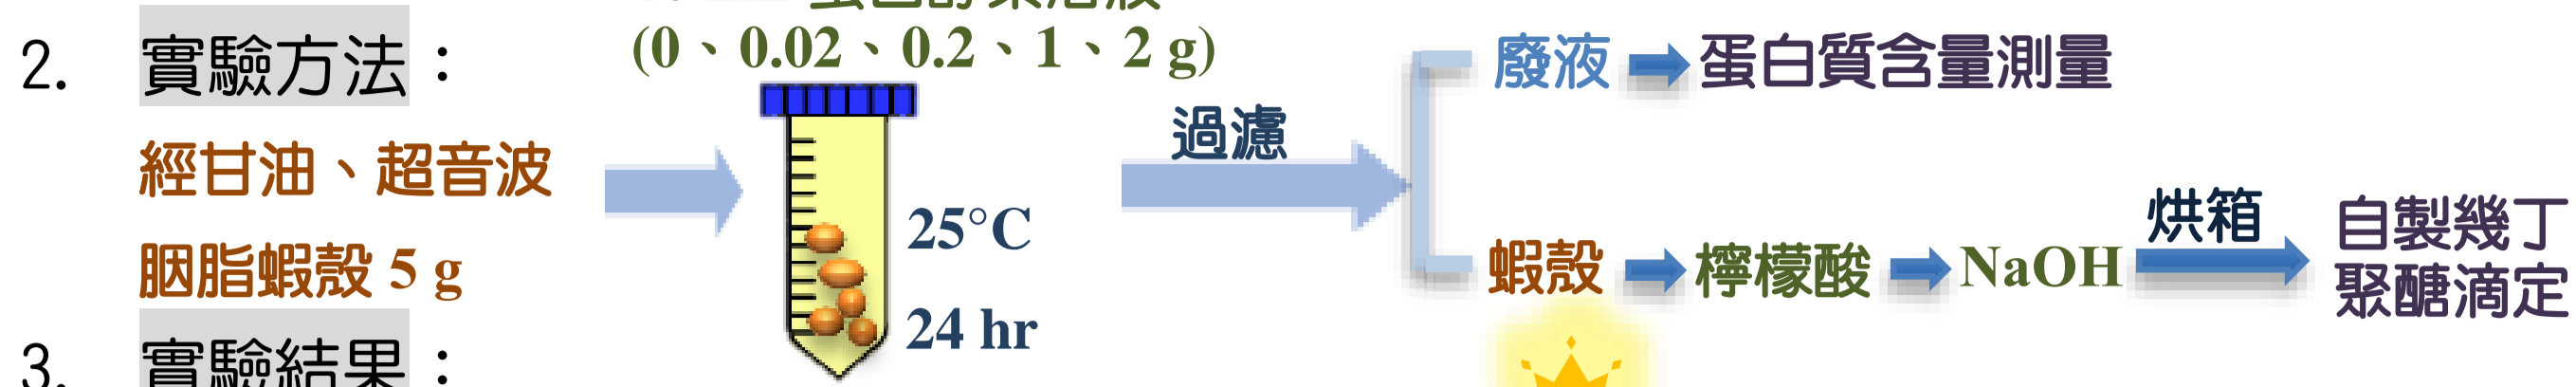 (0、0.02、0.2、1、2 g)
2. 實驗方法：
經甘油、超音波
胭脂蝦殼 5 g
25°C
24 hr
過濾
廢液 蛋白質含量測量
蝦殼 檸檬酸 NaOH 烘箱
自製幾丁
聚醣滴定
3. 實驗結果：